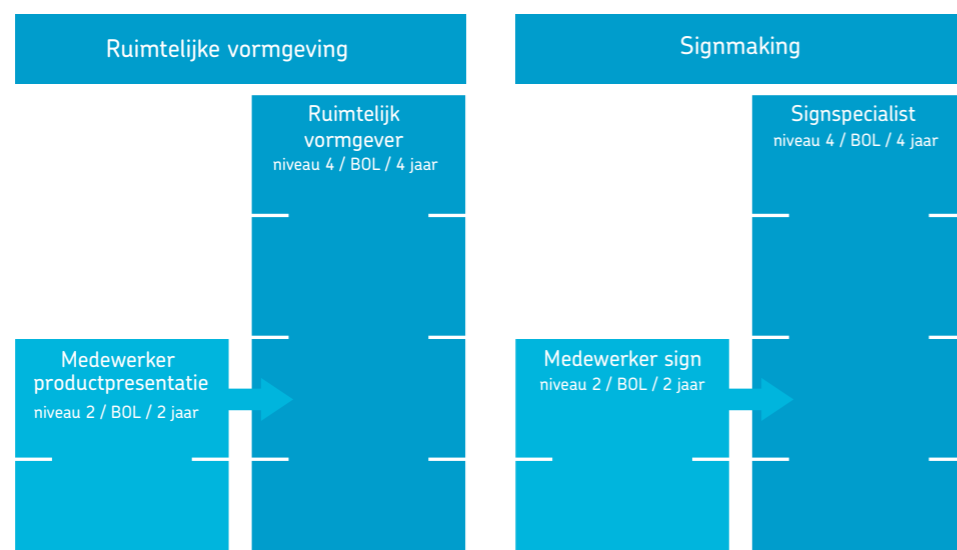 Ruimtelijke vormgeving
Ruimtelijk
vormgever
niveau 4 / BOL / 4 jaar
Medewerker
productpresentatie
niveau 2 / BOL / 2 jaar
Signmaking
Signspecialist
niveau 4 / BOL / 4 jaar
Medewerker sign
niveau 2 / BOL / 2 jaar